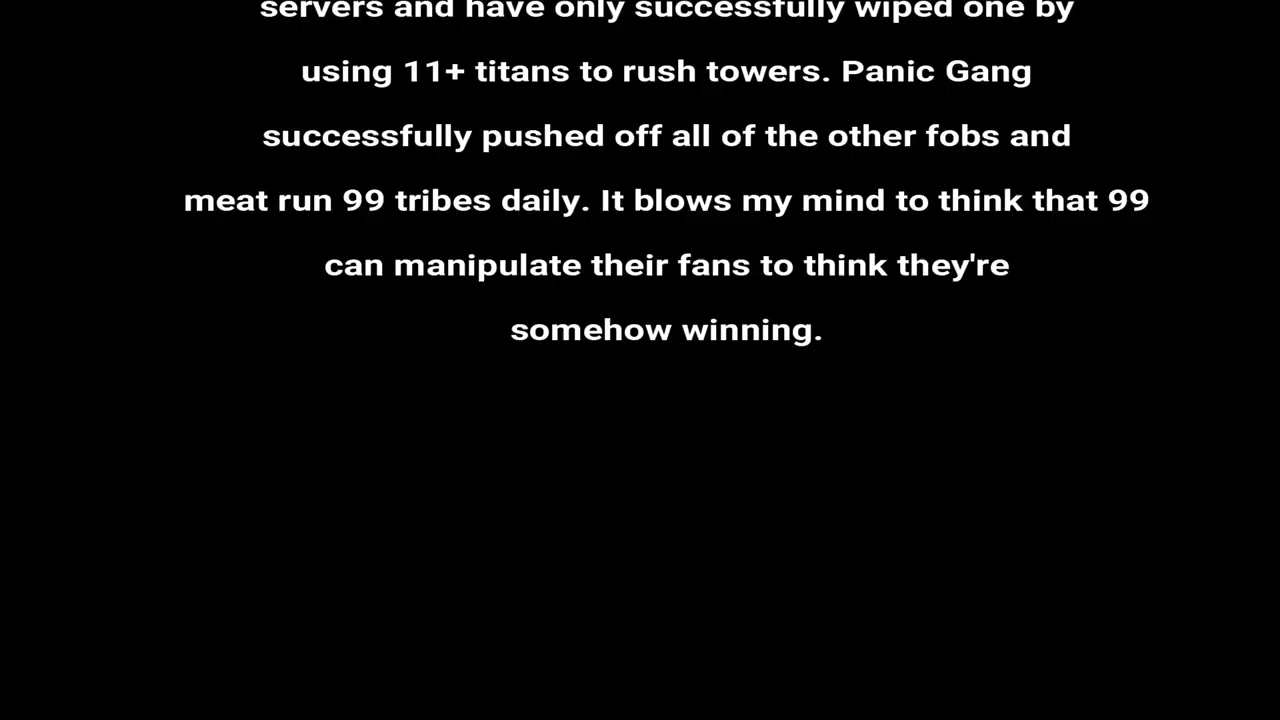 servers and have only successfully wiped one by
using 11+ titans to rush towers. Panic Gang
successfully pushed off all of the other fobs and
meat run 99 tribes daily. It blows my mind to think that 99
can manipulate their fans to think they're
somehow winning.